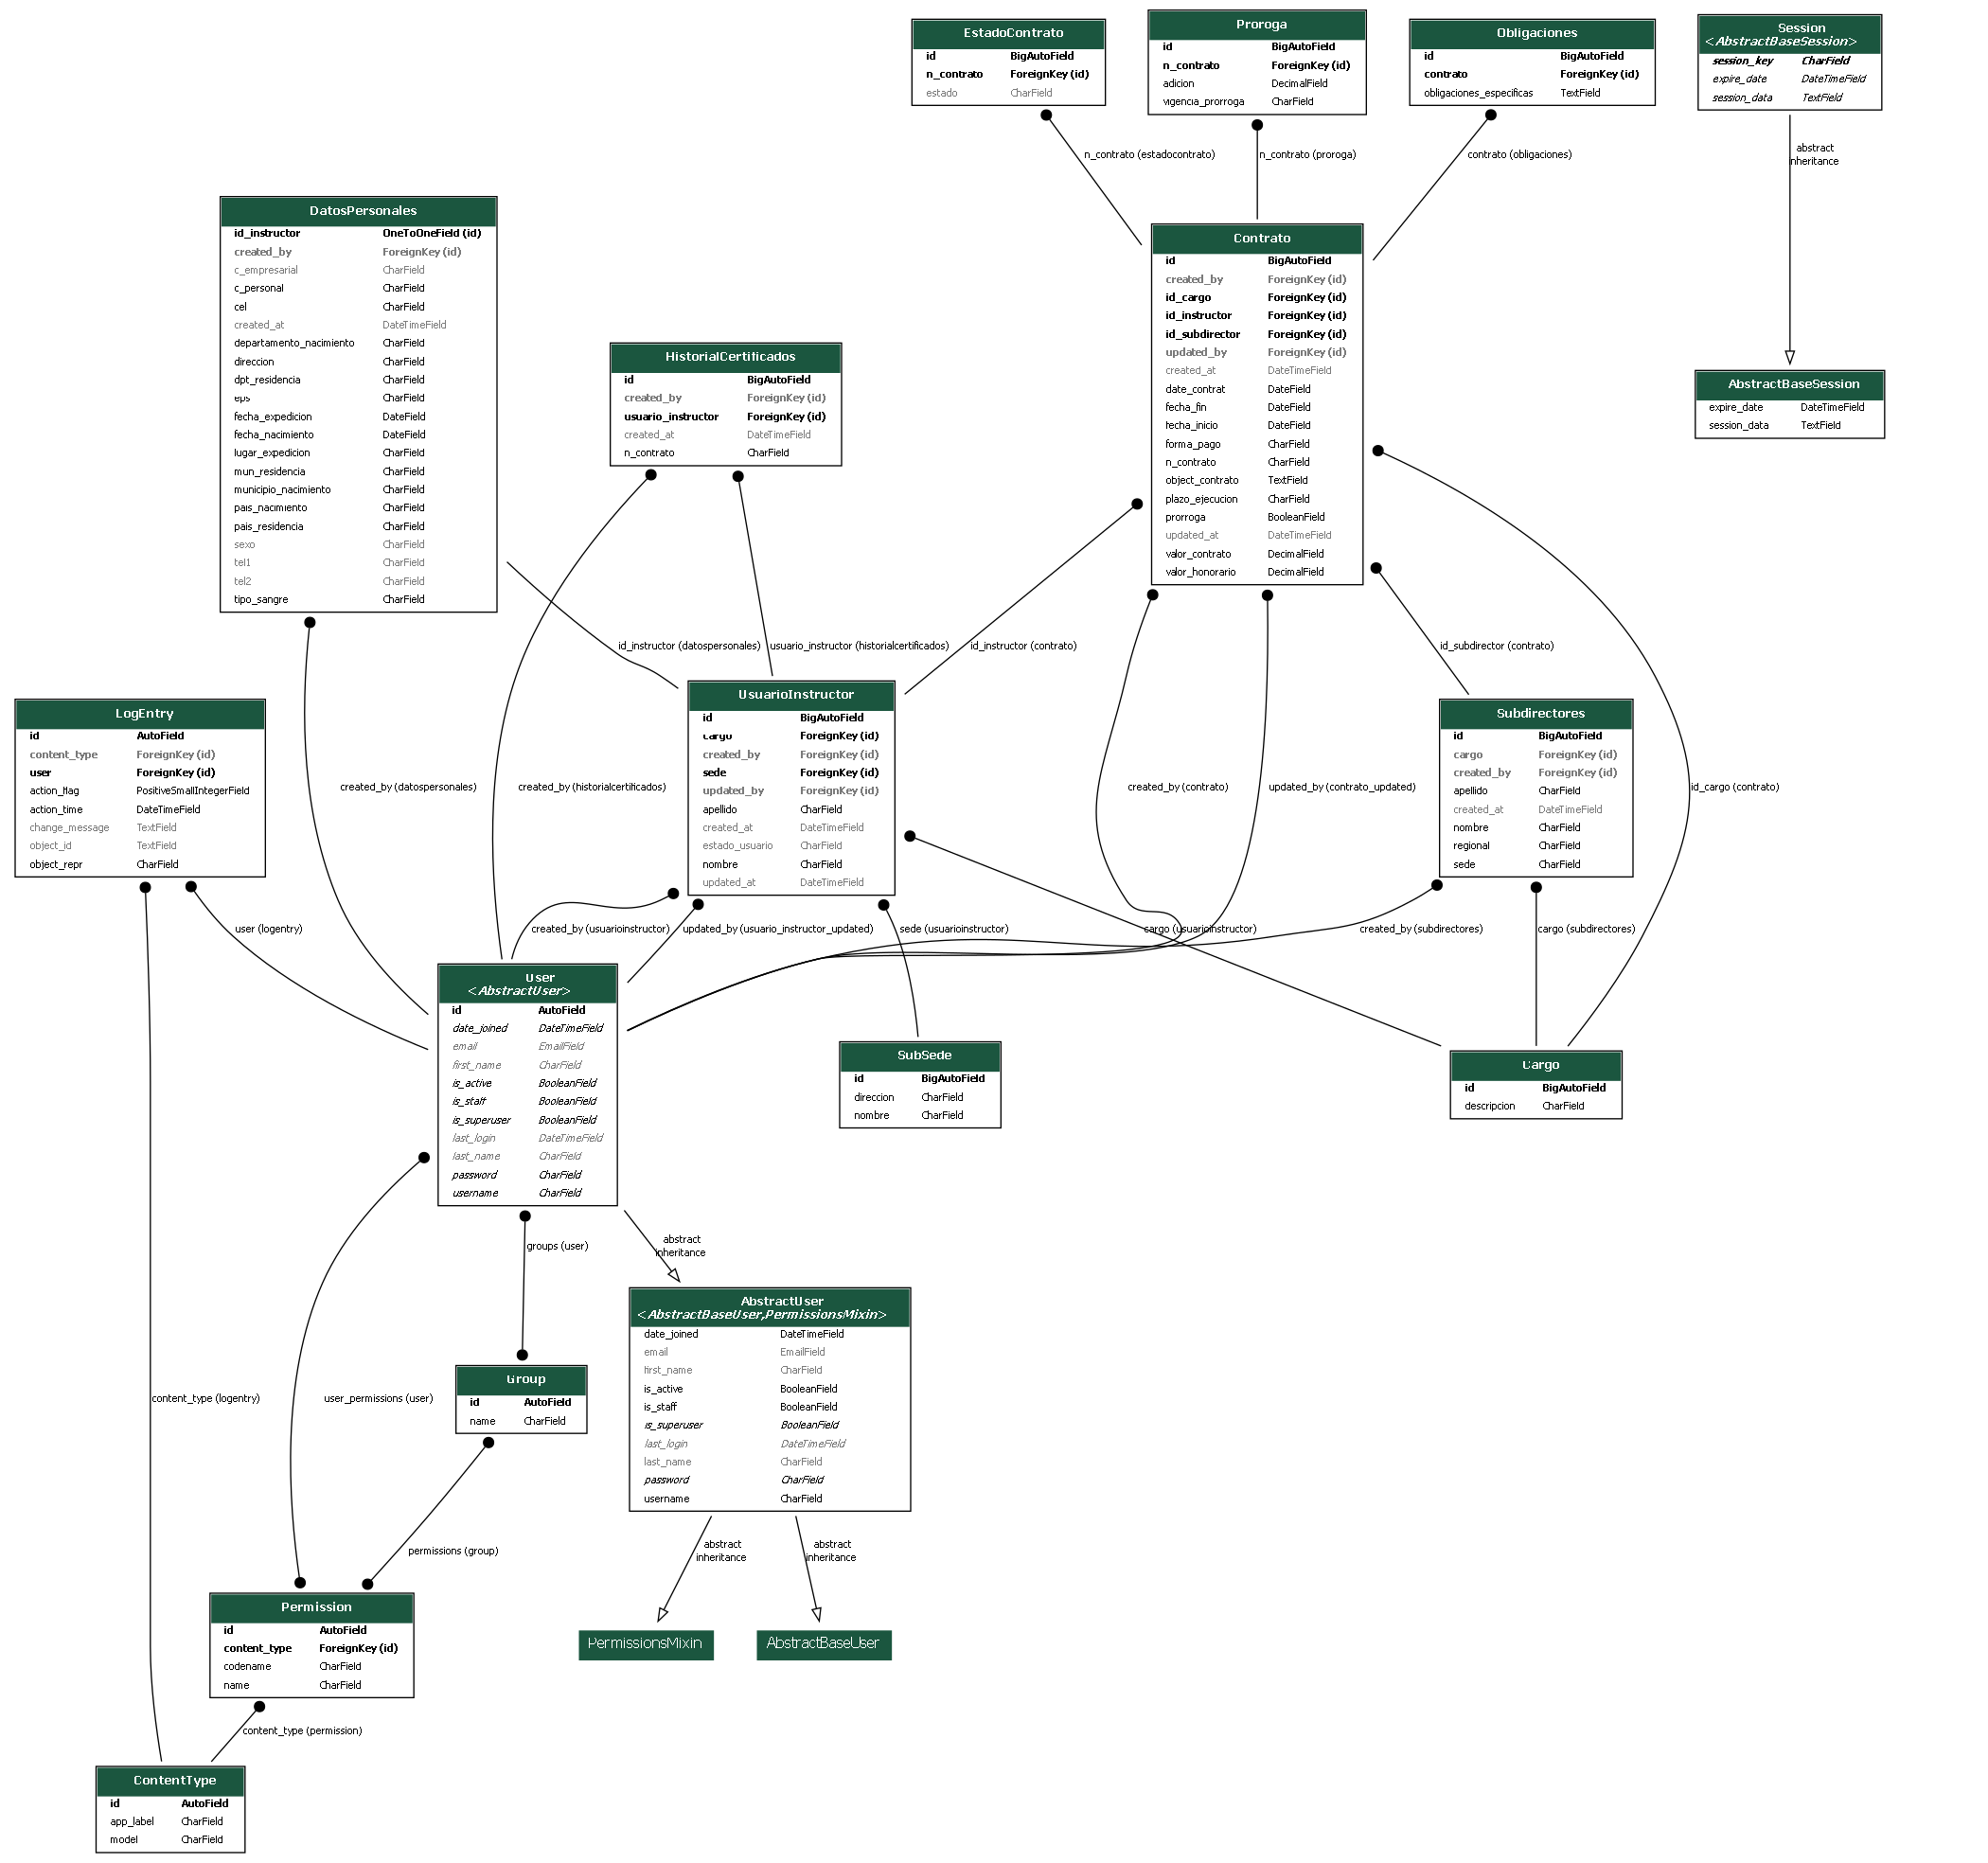 EstadoContrato
id BigAutoField
n_contrato ForeignKey (id)
estado CharField
Proroga
id BigAutoField
n_contrato ForeignKey (id)
adicion DecimalField
vigencia_prorroga CharField
Obligaciones
id BigAutoField
contrato ForeignKey (id)
obligaciones_especificas TextField
Session
<AbstractBaseSession>
session_key CharField
expire_date DateTimeField
session_data TextField
n_contrato (estadocontrato)
n_contrato (proroga)
contrato (obligaciones)
abstract
inheritance
DatosPersonales
id_instructor OneToOneField (id)
created_by ForeignKey (id)
c_empresarial CharField
c_personal CharField
cel CharField
created_at DateTimeField
departamento_nacimiento CharField
direccion CharField
dpt_residencia CharField
eps CharField
fecha_expedicion DateField
fecha_nacimiento DateField
lugar_expedicion CharField
mun_residencia CharField
municipio_nacimiento CharField
pais_nacimiento CharField
pais_residencia CharField
sexo CharField
tel1 CharField
tel2 CharField
tipo_sangre CharField
Contrato
id BigAutoField
created_by ForeignKey (id)
id_cargo ForeignKey (id)
id_instructor ForeignKey (id)
id_subdirector ForeignKey (id)
updated_by ForeignKey (id)
created_at DateTimeField
date_contrat DateField
fecha_fin DateField
fecha_inicio DateField
forma_pago CharField
n_contrato CharField
object_contrato TextField
plazo_ejecucion CharField
prorroga BooleanField
updated_at DateTimeField
valor_contrato DecimalField
valor_honorario DecimalField
HistorialCertificados
id BigAutoField
created_by ForeignKey (id)
usuario_instructor ForeignKey (id)
created_at DateTimeField
n_contrato CharField
AbstractBaseSession
expire_date DateTimeField
session_data TextField
id_instructor (datospersonales)
usuario_instructor (historialcertificados)
id_instructor (contrato)
id_subdirector (contrato)
LogEntry
id AutoField
content_type ForeignKey (id)
user ForeignKey (id)
action_flag PositiveSmallIntegerField
action_time DateTimeField
change_message TextField
object_id TextField
object_repr CharField
UsuarioInstructor
id BigAutoField
cargo ForeignKey (id)
created_by ForeignKey (id)
sede ForeignKey (id)
updated_by ForeignKey (id)
apellido CharField
created_at DateTimeField
estado_usuario CharField
nombre CharField
updated_at DateTimeField
Subdirectores
id BigAutoField
cargo ForeignKey (id)
created_by ForeignKey (id)
apellido CharField
created_at DateTimeField
nombre CharField
regional CharField
sede CharField
created_by (datospersonales)
created_by (historialcertificados)
created_by (contrato)
updated_by (contrato_updated)
id_cargo (contrato)
user (logentry)
created_by (usuarioinstructor)
updated_by (usuario_instructor_updated)
sede (usuarioinstructor)
cargo (usuarioinstructor)
created_by (subdirectores)
cargo (subdirectores)
User
<AbstractUser>
id AutoField
date_joined DateTimeField
email EmailField
first_name CharField
is_active BooleanField
is_staff BooleanField
is_superuser BooleanField
last_login DateTimeField
last_name CharField
password CharField
username CharField
SubSede
id BigAutoField
direccion CharField
nombre CharField
Cargo
id BigAutoField
descripcion CharField
groups (user)
abstract
inheritance
AbstractUser
<AbstractBaseUser,PermissionsMixin>
date_joined DateTimeField
email EmailField
first_name CharField
is_active BooleanField
is_staff BooleanField
is_superuser BooleanField
last_login DateTimeField
last_name CharField
password CharField
username CharField
content_type (logentry)
user_permissions (user)
Group
id AutoField
name CharField
permissions (group)
abstract
inheritance
abstract
inheritance
Permission
id AutoField
content_type ForeignKey (id)
codename CharField
name CharField
PermissionsMixin
AbstractBaseUser
content_type (permission)
ContentType
id AutoField
app_label CharField
model CharField